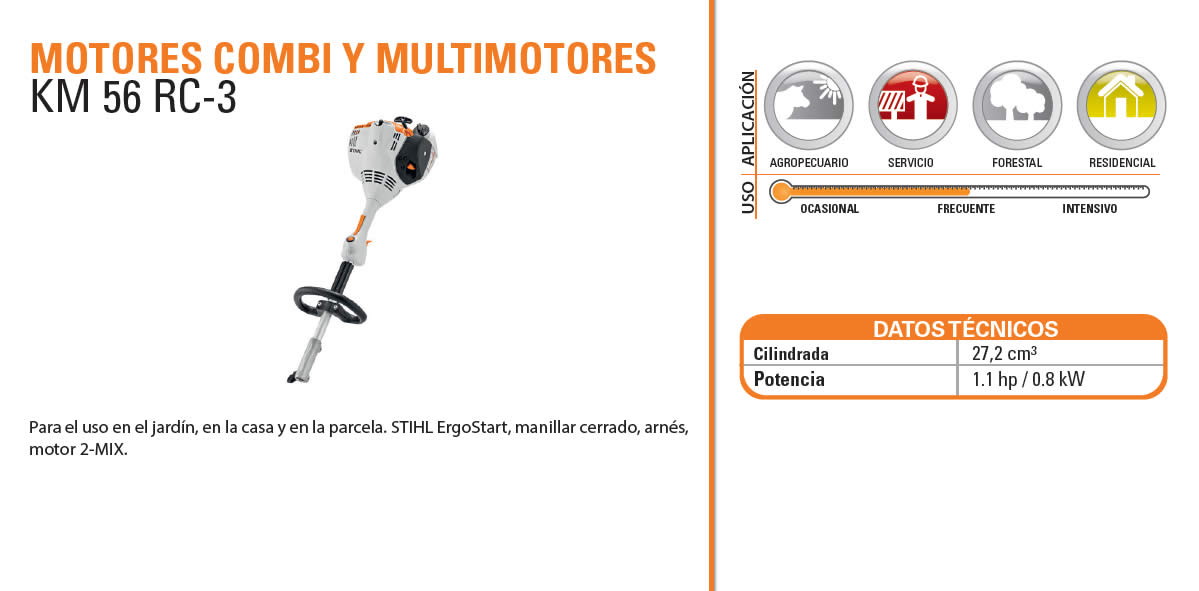 MOTORES COMBI Y MULTIMOTORES
KM 56 RC-3
STIHL
Para el uso en el jardín, en la casa y en la parcela. STIHL ErgoStart, manillar cerrado, arnés,
motor 2-MIX.
APLICACIÓN
AGROPECUARIO SERVICIO FORESTAL RESIDENCIAL
USO
OCASIONAL FRECUENTE INTENSIVO
DATOS TÉCNICOS
Cilindrada 27,2 cm³
Potencia 1.1 hp / 0.8 kW